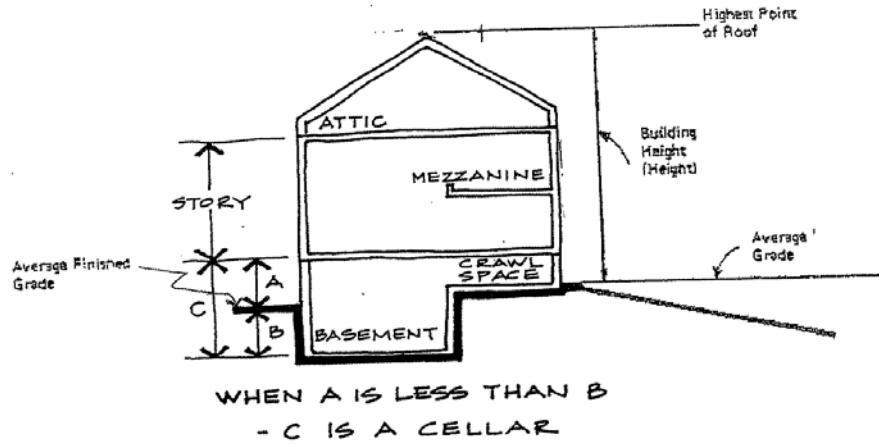 Highest Point
of Roof
ATTIC
Building
Height
(Height)
MEZZANINE
STORY
Average
Grade
CRAWL
SPACE
Average Finished
Grade
A
C
B
BASEMENT
WHEN A IS LESS THAN B
- C IS A CELLAR